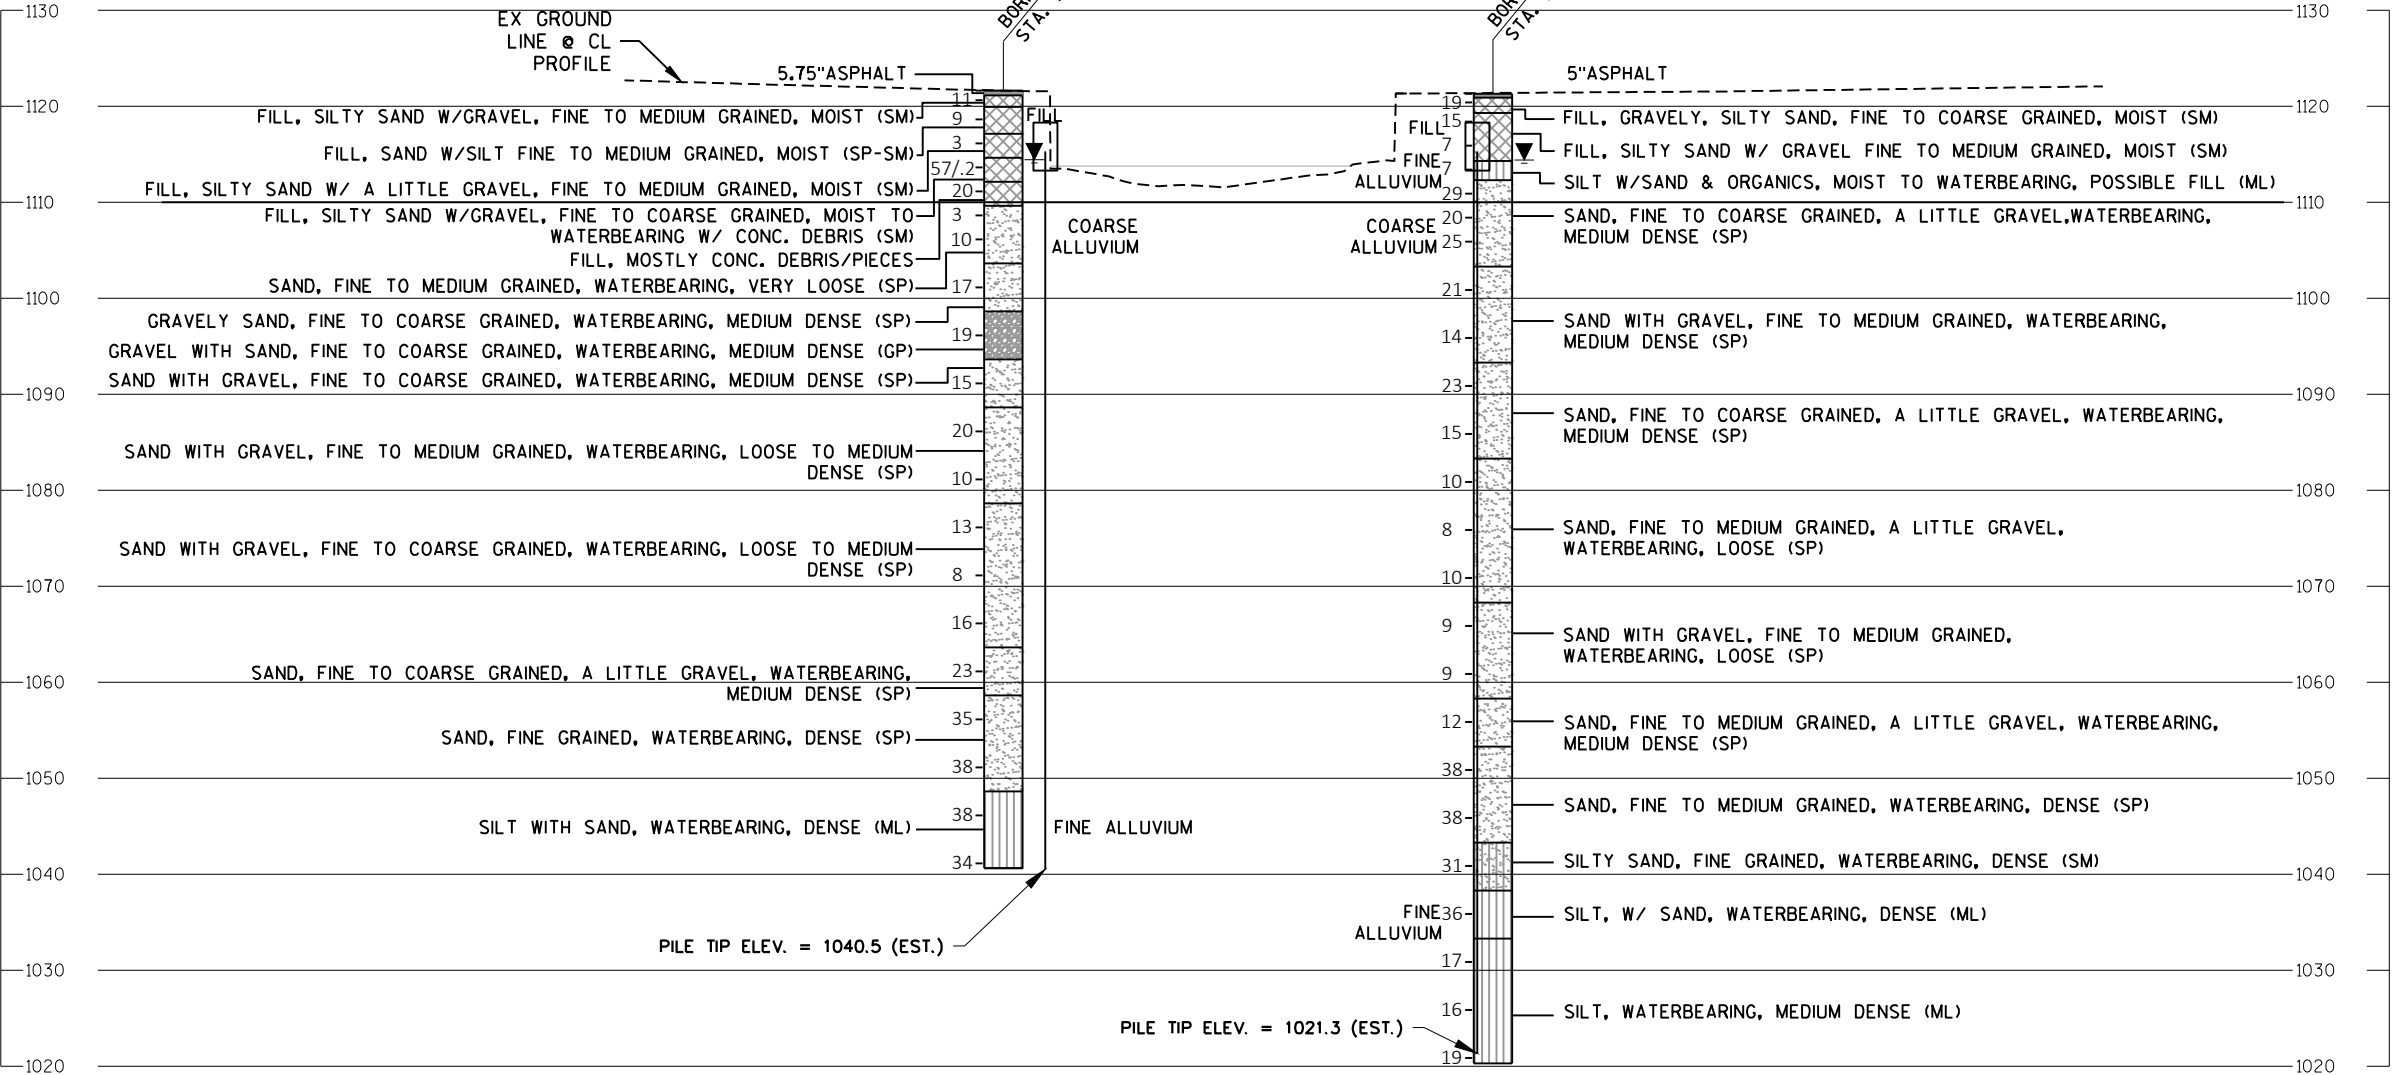 1130
1130
BOR
STA.
BOR
STA.
EX GROUND
LINE @ CL
PROFILE
5.75"ASPHALT
5"ASPHALT
1120
1120
FILL, SILTY SAND W/GRAVEL, FINE TO MEDIUM GRAINED, MOIST (SM)
FILL, SAND W/SILT FINE TO MEDIUM GRAINED, MOIST (SP-SM)
FILL, SILTY SAND W/ A LITTLE GRAVEL, FINE TO MEDIUM GRAINED, MOIST (SM)
1110
FILL, SILTY SAND W/GRAVEL, FINE TO COARSE GRAINED, MOIST TO
WATERBEARING W/ CONC. DEBRIS (SM)
FILL, MOSTLY CONC. DEBRIS/PIECES
SAND, FINE TO MEDIUM GRAINED, WATERBEARING, VERY LOOSE (SP)
1100
GRAVELY SAND, FINE TO COARSE GRAINED, WATERBEARING, MEDIUM DENSE (SP)
GRAVEL WITH SAND, FINE TO COARSE GRAINED, WATERBEARING, MEDIUM DENSE (GP)
SAND WITH GRAVEL, FINE TO COARSE GRAINED, WATERBEARING, MEDIUM DENSE (SP)
1090
SAND WITH GRAVEL, FINE TO MEDIUM GRAINED, WATERBEARING, LOOSE TO MEDIUM
DENSE (SP)
1080
SAND WITH GRAVEL, FINE TO COARSE GRAINED, WATERBEARING, LOOSE TO MEDIUM
DENSE (SP)
1070
SAND, FINE TO COARSE GRAINED, A LITTLE GRAVEL, WATERBEARING,
MEDIUM DENSE (SP)
1060
SAND, FINE GRAINED, WATERBEARING, DENSE (SP)
1050
SILT WITH SAND, WATERBEARING, DENSE (ML)
1040
PILE TIP ELEV. = 1040.5 (EST.)
1030
1020
11
9
3
57/.2
20
3
10
17
19
15
20
10
13
8
16
23
35
38
38
34
FILL
COARSE
ALLUVIUM
FINE ALLUVIUM
FILL
FINE
ALLUVIUM
COARSE
ALLUVIUM
FINE
ALLUVIUM
PILE TIP ELEV. = 1021.3 (EST.)
19
15
7
7
29
20
25
21
14
23
15
10
8
10
9
9
12
38
38
31
36
17
16
19
FILL, GRAVELY, SILTY SAND, FINE TO COARSE GRAINED, MOIST (SM)
FILL, SILTY SAND W/ GRAVEL FINE TO MEDIUM GRAINED, MOIST (SM)
SILT W/SAND & ORGANICS, MOIST TO WATERBEARING, POSSIBLE FILL (ML)
1110
SAND, FINE TO COARSE GRAINED, A LITTLE GRAVEL,WATERBEARING,
MEDIUM DENSE (SP)
1100
SAND WITH GRAVEL, FINE TO MEDIUM GRAINED, WATERBEARING,
MEDIUM DENSE (SP)
1090
SAND, FINE TO COARSE GRAINED, A LITTLE GRAVEL, WATERBEARING,
MEDIUM DENSE (SP)
1080
SAND, FINE TO MEDIUM GRAINED, A LITTLE GRAVEL,
WATERBEARING, LOOSE (SP)
1070
SAND WITH GRAVEL, FINE TO MEDIUM GRAINED,
WATERBEARING, LOOSE (SP)
1060
SAND, FINE TO MEDIUM GRAINED, A LITTLE GRAVEL, WATERBEARING,
MEDIUM DENSE (SP)
1050
SAND, FINE TO MEDIUM GRAINED, WATERBEARING, DENSE (SP)
SILTY SAND, FINE GRAINED, WATERBEARING, DENSE (SM)
1040
SILT, W/ SAND, WATERBEARING, DENSE (ML)
1030
SILT, WATERBEARING, MEDIUM DENSE (ML)
1020